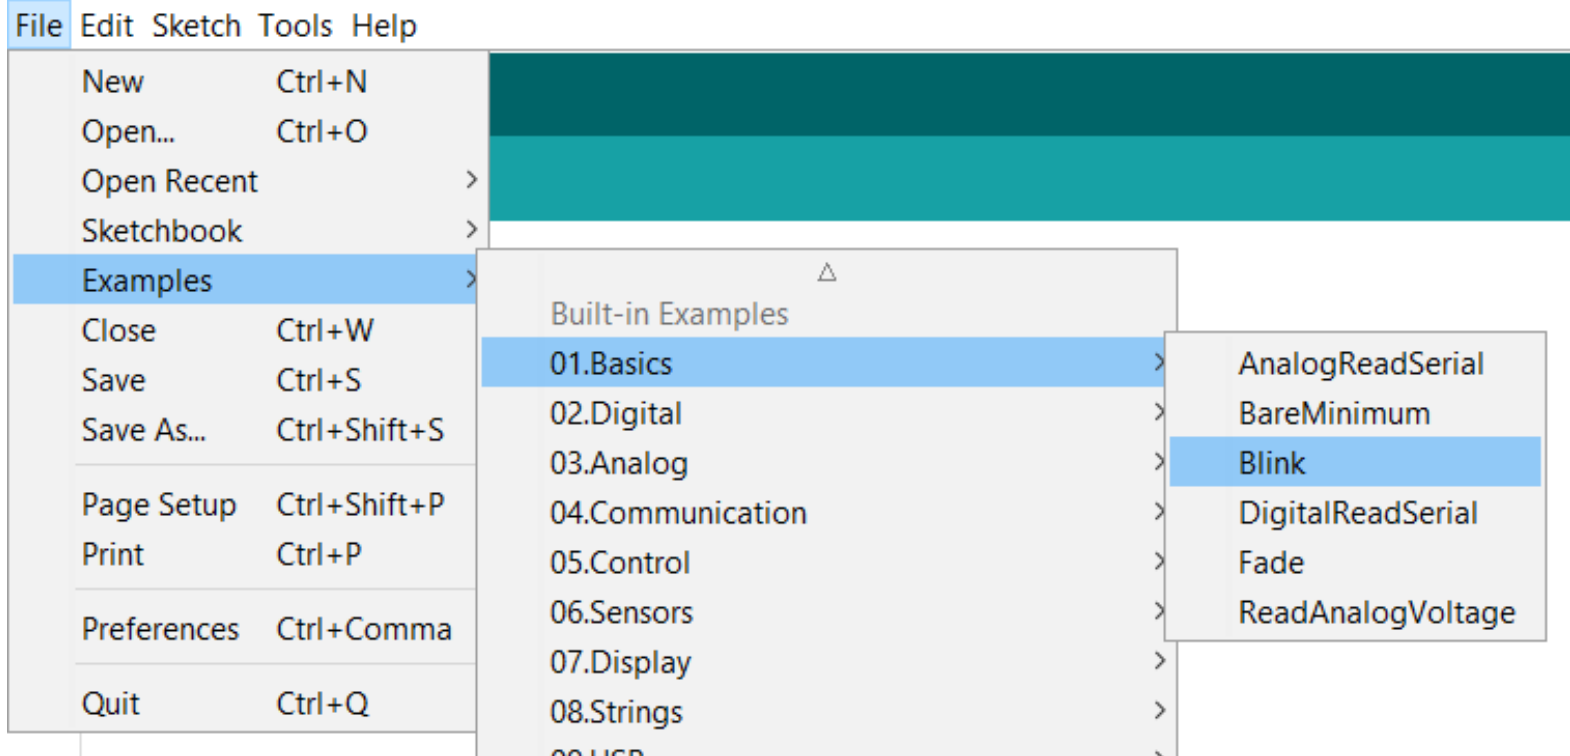 File Edit Sketch Tools Help
New Ctrl+N
Open... Ctrl+O
Open Recent
Sketchbook
Examples
Close Ctrl+W
Save Ctrl+S
Save As... Ctrl+Shift+S
Page Setup Ctrl+Shift+P
Print Ctrl+P
Preferences Ctrl+Comma
Quit Ctrl+Q
Built-in Examples
01.Basics
02.Digital
03.Analog
04.Communication
05.Control
06.Sensors
07.Display
08.Strings
AnalogReadSerial
BareMinimum
Blink
DigitalReadSerial
Fade
ReadAnalogVoltage